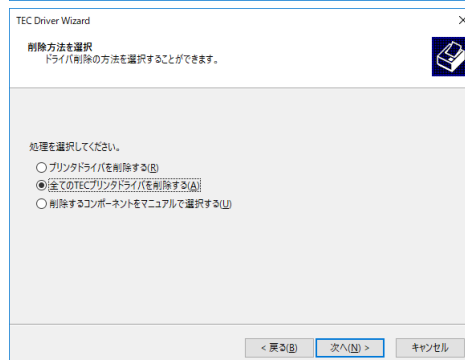 TEC Driver Wizard
削除方法を選択
ドライバ削除の方法を選択することができます。
処理を選択してください。
プリンタドライバを削除する(R)
全てのTECプリンタドライバを削除する(A)
削除するコンポーネントをマニュアルで選択する(U)
< 戻る(B) 次へ(N) > キャンセル